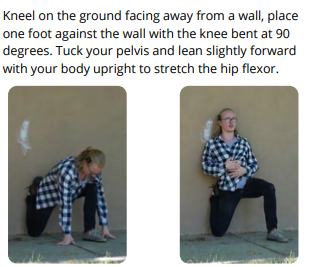 Kneel on the ground facing away from a wall, place
one foot against the wall with the knee bent at 90
degrees. Tuck your pelvis and lean slightly forward
with your body upright to stretch the hip flexor.